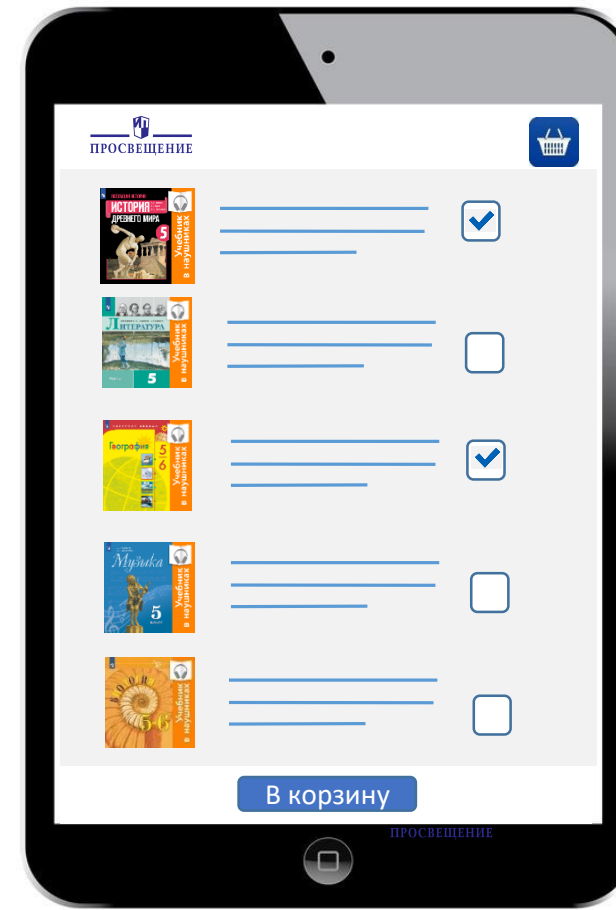 ПРОСВЕЩЕНИЕ
ИСТОРИЯ
ДРЕВНЕГО МИРА
5
Учебник
в наушниках
ЛИТЕРАТУРА
5
Учебник
в наушниках
География
5
6
Учебник
в наушниках
Музыка
5
Учебник
в наушниках
5-6
Учебник
в наушниках
В корзину
ПРОСВЕЩЕНИЕ